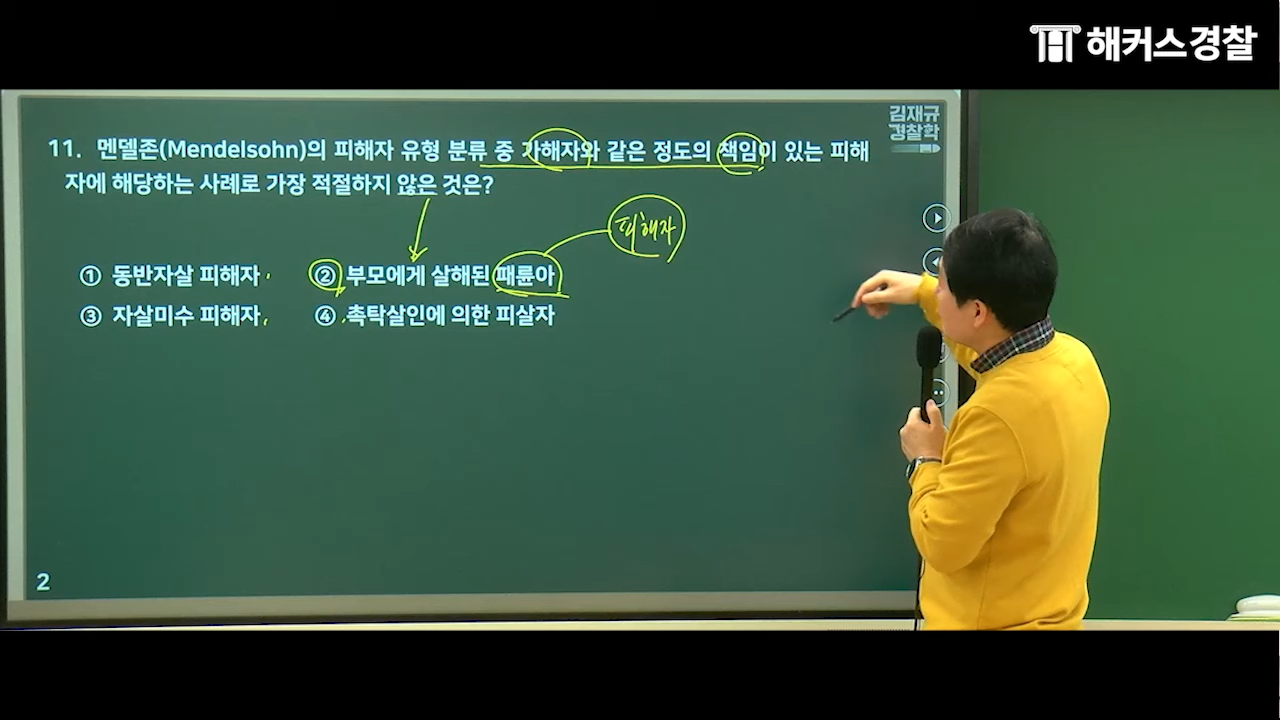 해커스경찰
김재규
경찰학
11. 멘델존(Mendelsohn)의 피해자 유형 분류 중 가해자와 같은 정도의 책임이 있는 피해
자에 해당하는 사례로 가장 적절하지 않은 것은?
피해자
① 동반자살 피해자 ② 부모에게 살해된 패륜아
③ 자살미수 피해자 ④ 촉탁살인에 의한 피살자
2